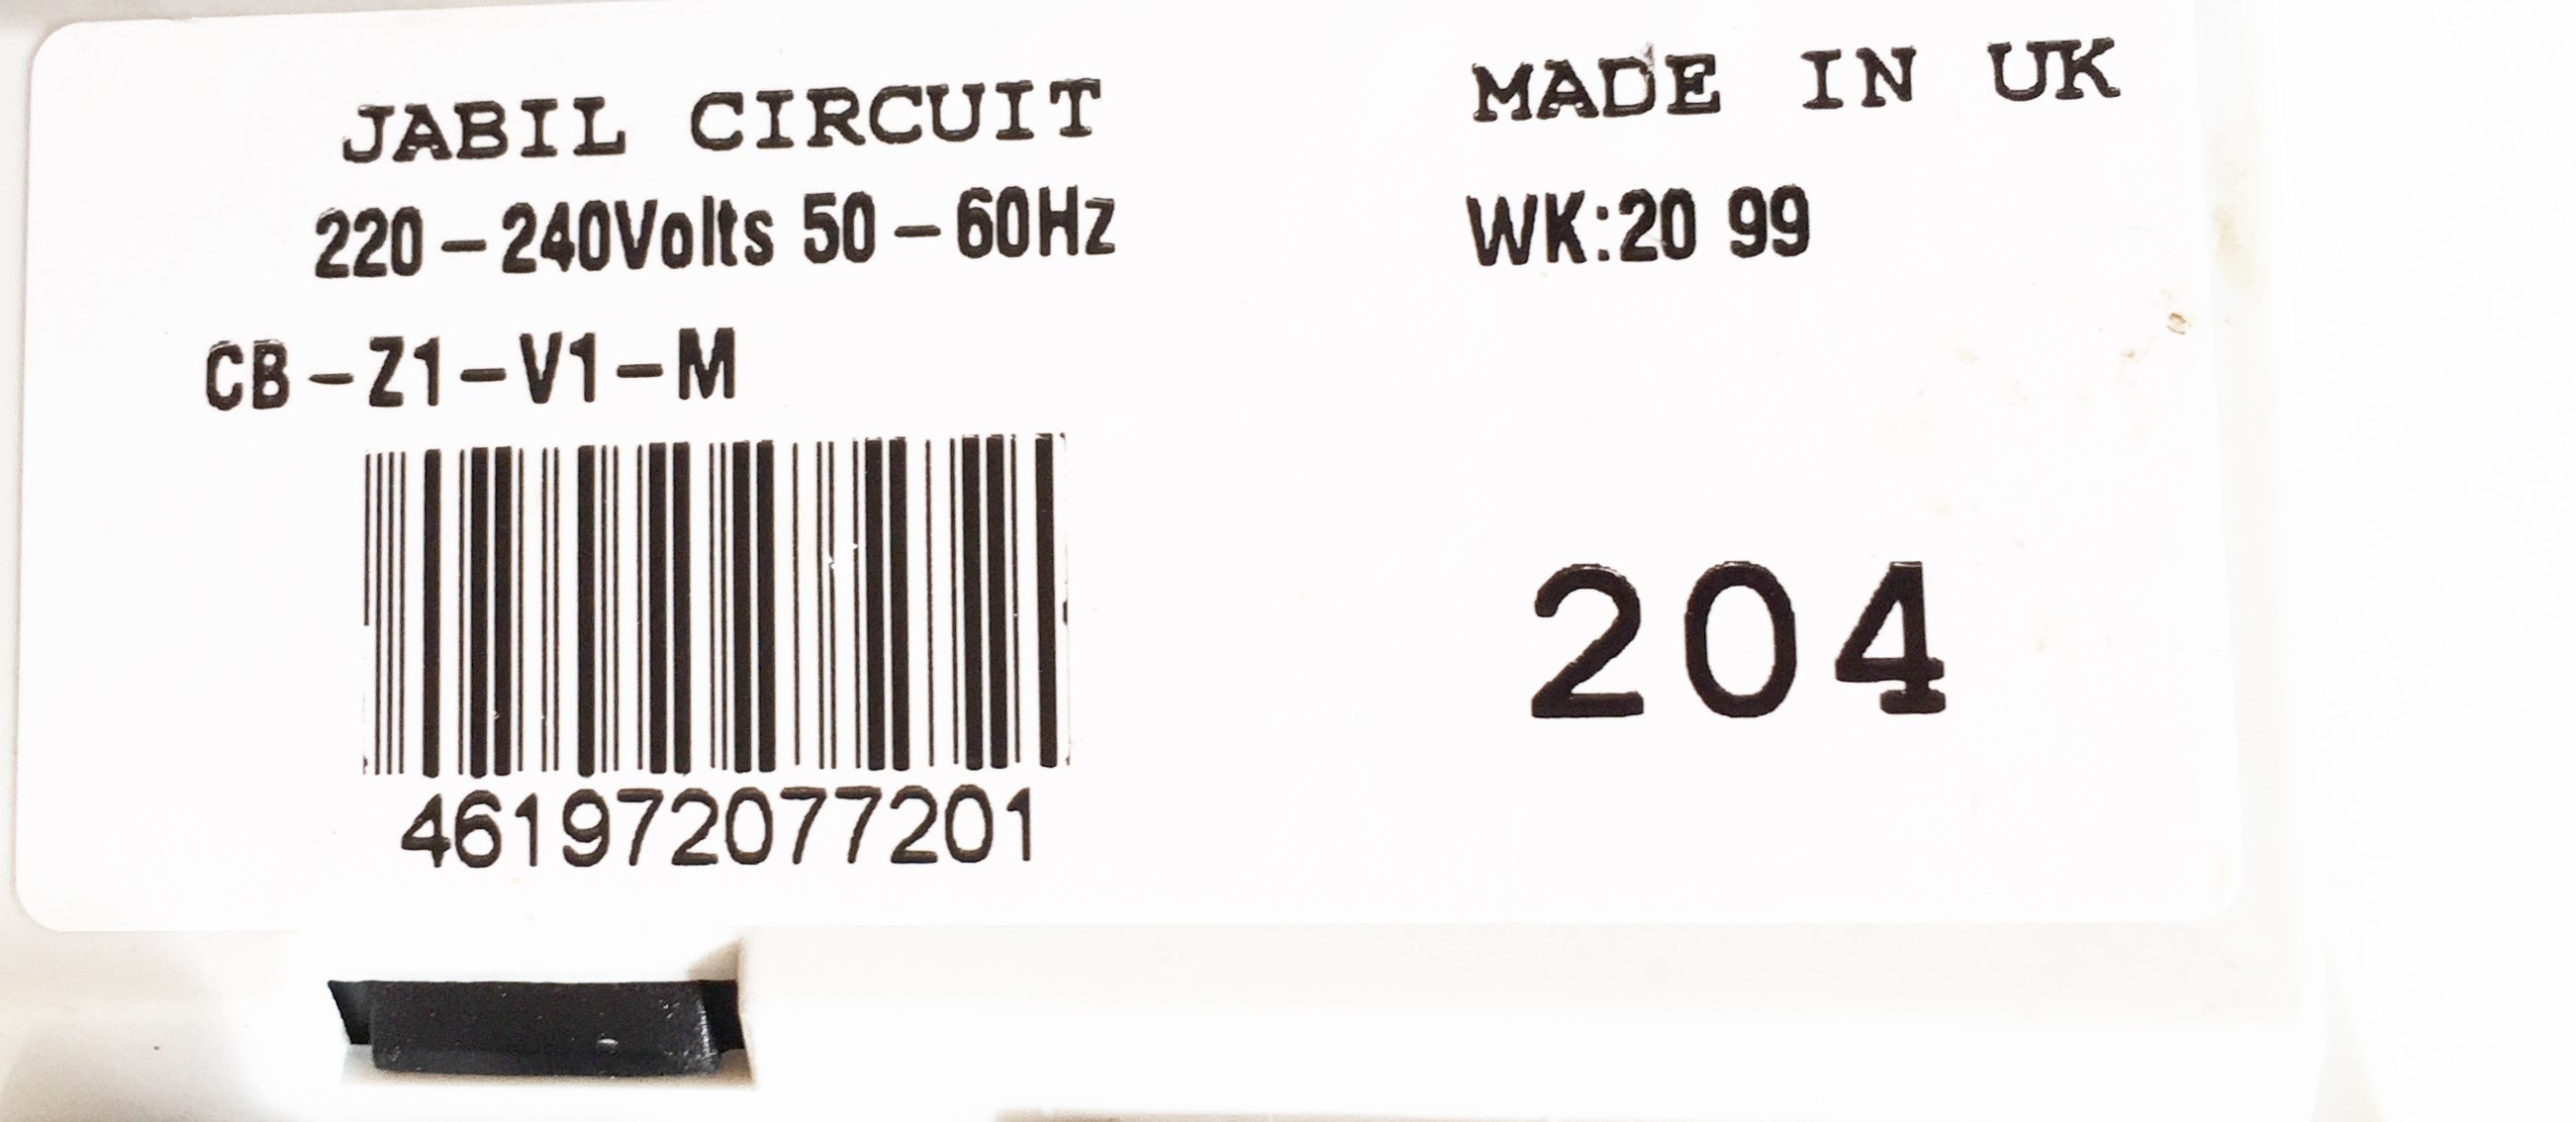 JABIL CIRCUIT
220-240Volts 50-60Hz
CB-Z1-V1-M
461972077201
MADE IN UK
WK:20 99
204